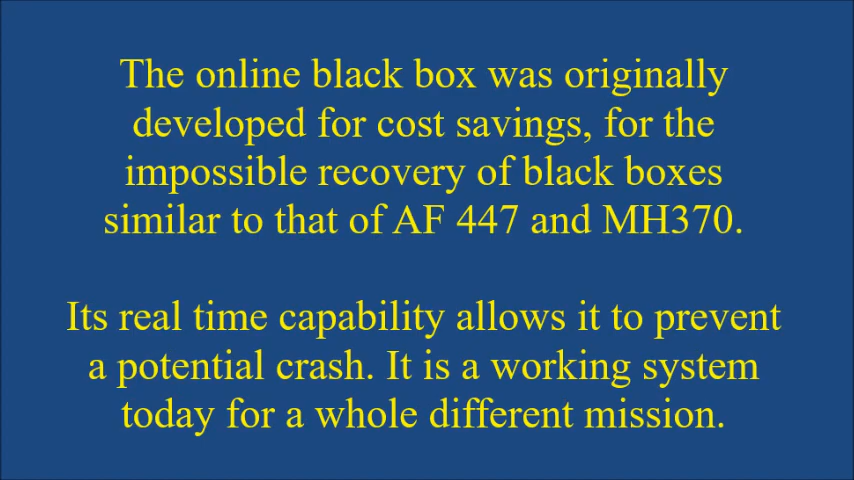 The online black box was originally
developed for cost savings, for the
impossible recovery of black boxes
similar to that of AF 447 and MH370.
Its real time capability allows it to prevent
a potential crash. It is a working system
today for a whole different mission.